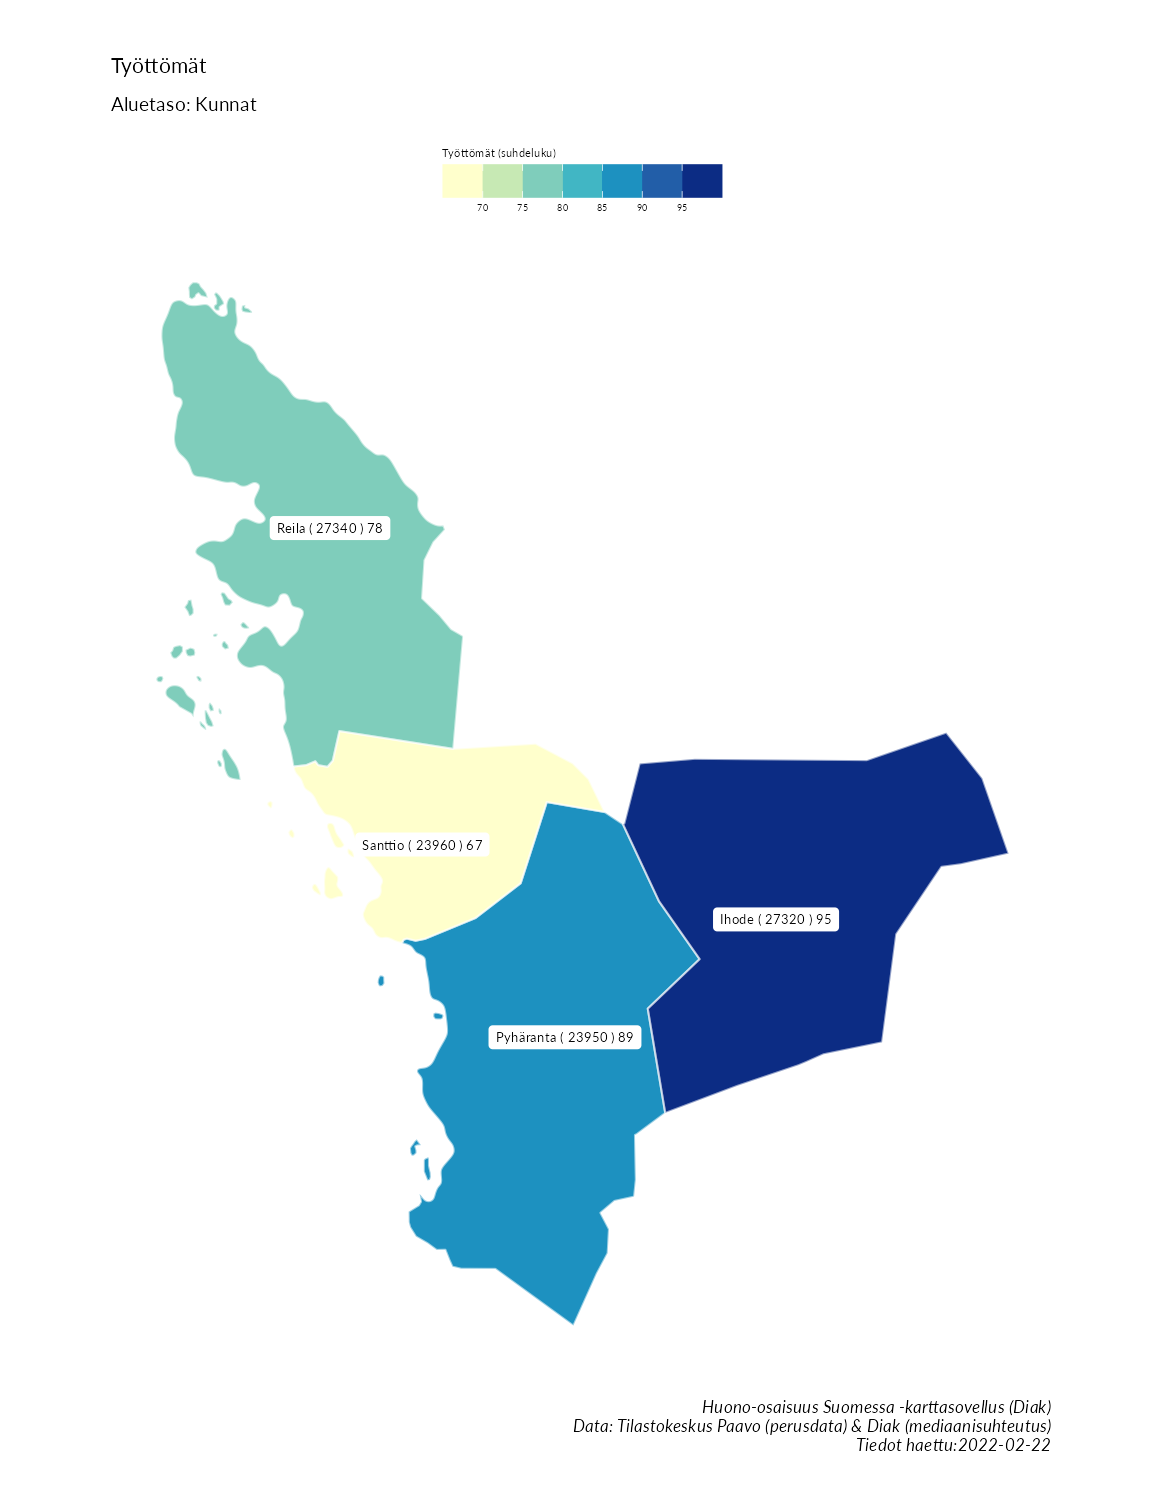 Työttömät
Aluetaso: Kunnat
Työttömät (suhdeluku)
70 75 80 85 90 95
Reila ( 27340 ) 78
Santtio ( 23960 ) 67
Ihode ( 27320 ) 95
Pyhäranta ( 23950 ) 89
Huono-osaisuus Suomessa -karttasovellus (Diak)
Data: Tilastokeskus Paavo (perusdata) & Diak (mediaanisuhteutus)
Tiedot haettu:2022-02-22